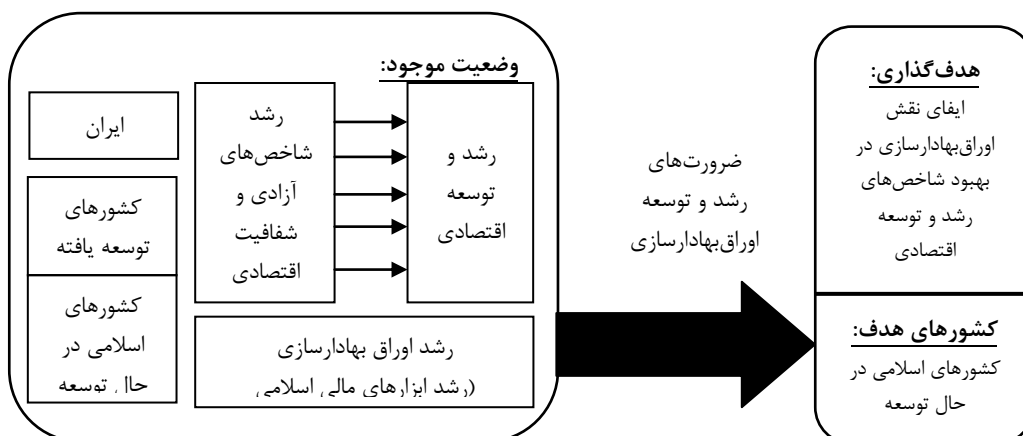 وضعیت موجود:
ایران
کشورهای
توسعه یافته
کشورهای
اسلامی در
حال توسعه
رشد
شاخص‌های
آزادی و
شفافیت
اقتصادی
رشد و
توسعه
اقتصادی
رشد اوراق بهادارسازی
(رشد ابزارهای مالی اسلامی
ضرورت‌های
رشد و توسعه
اوراق‌بهادارسازی
هدف‌گذاری:
ایفای نقش
اوراق‌بهادارسازی در
بهبود شاخص‌های
رشد و توسعه
اقتصادی
کشورهای هدف:
کشورهای اسلامی در
حال توسعه